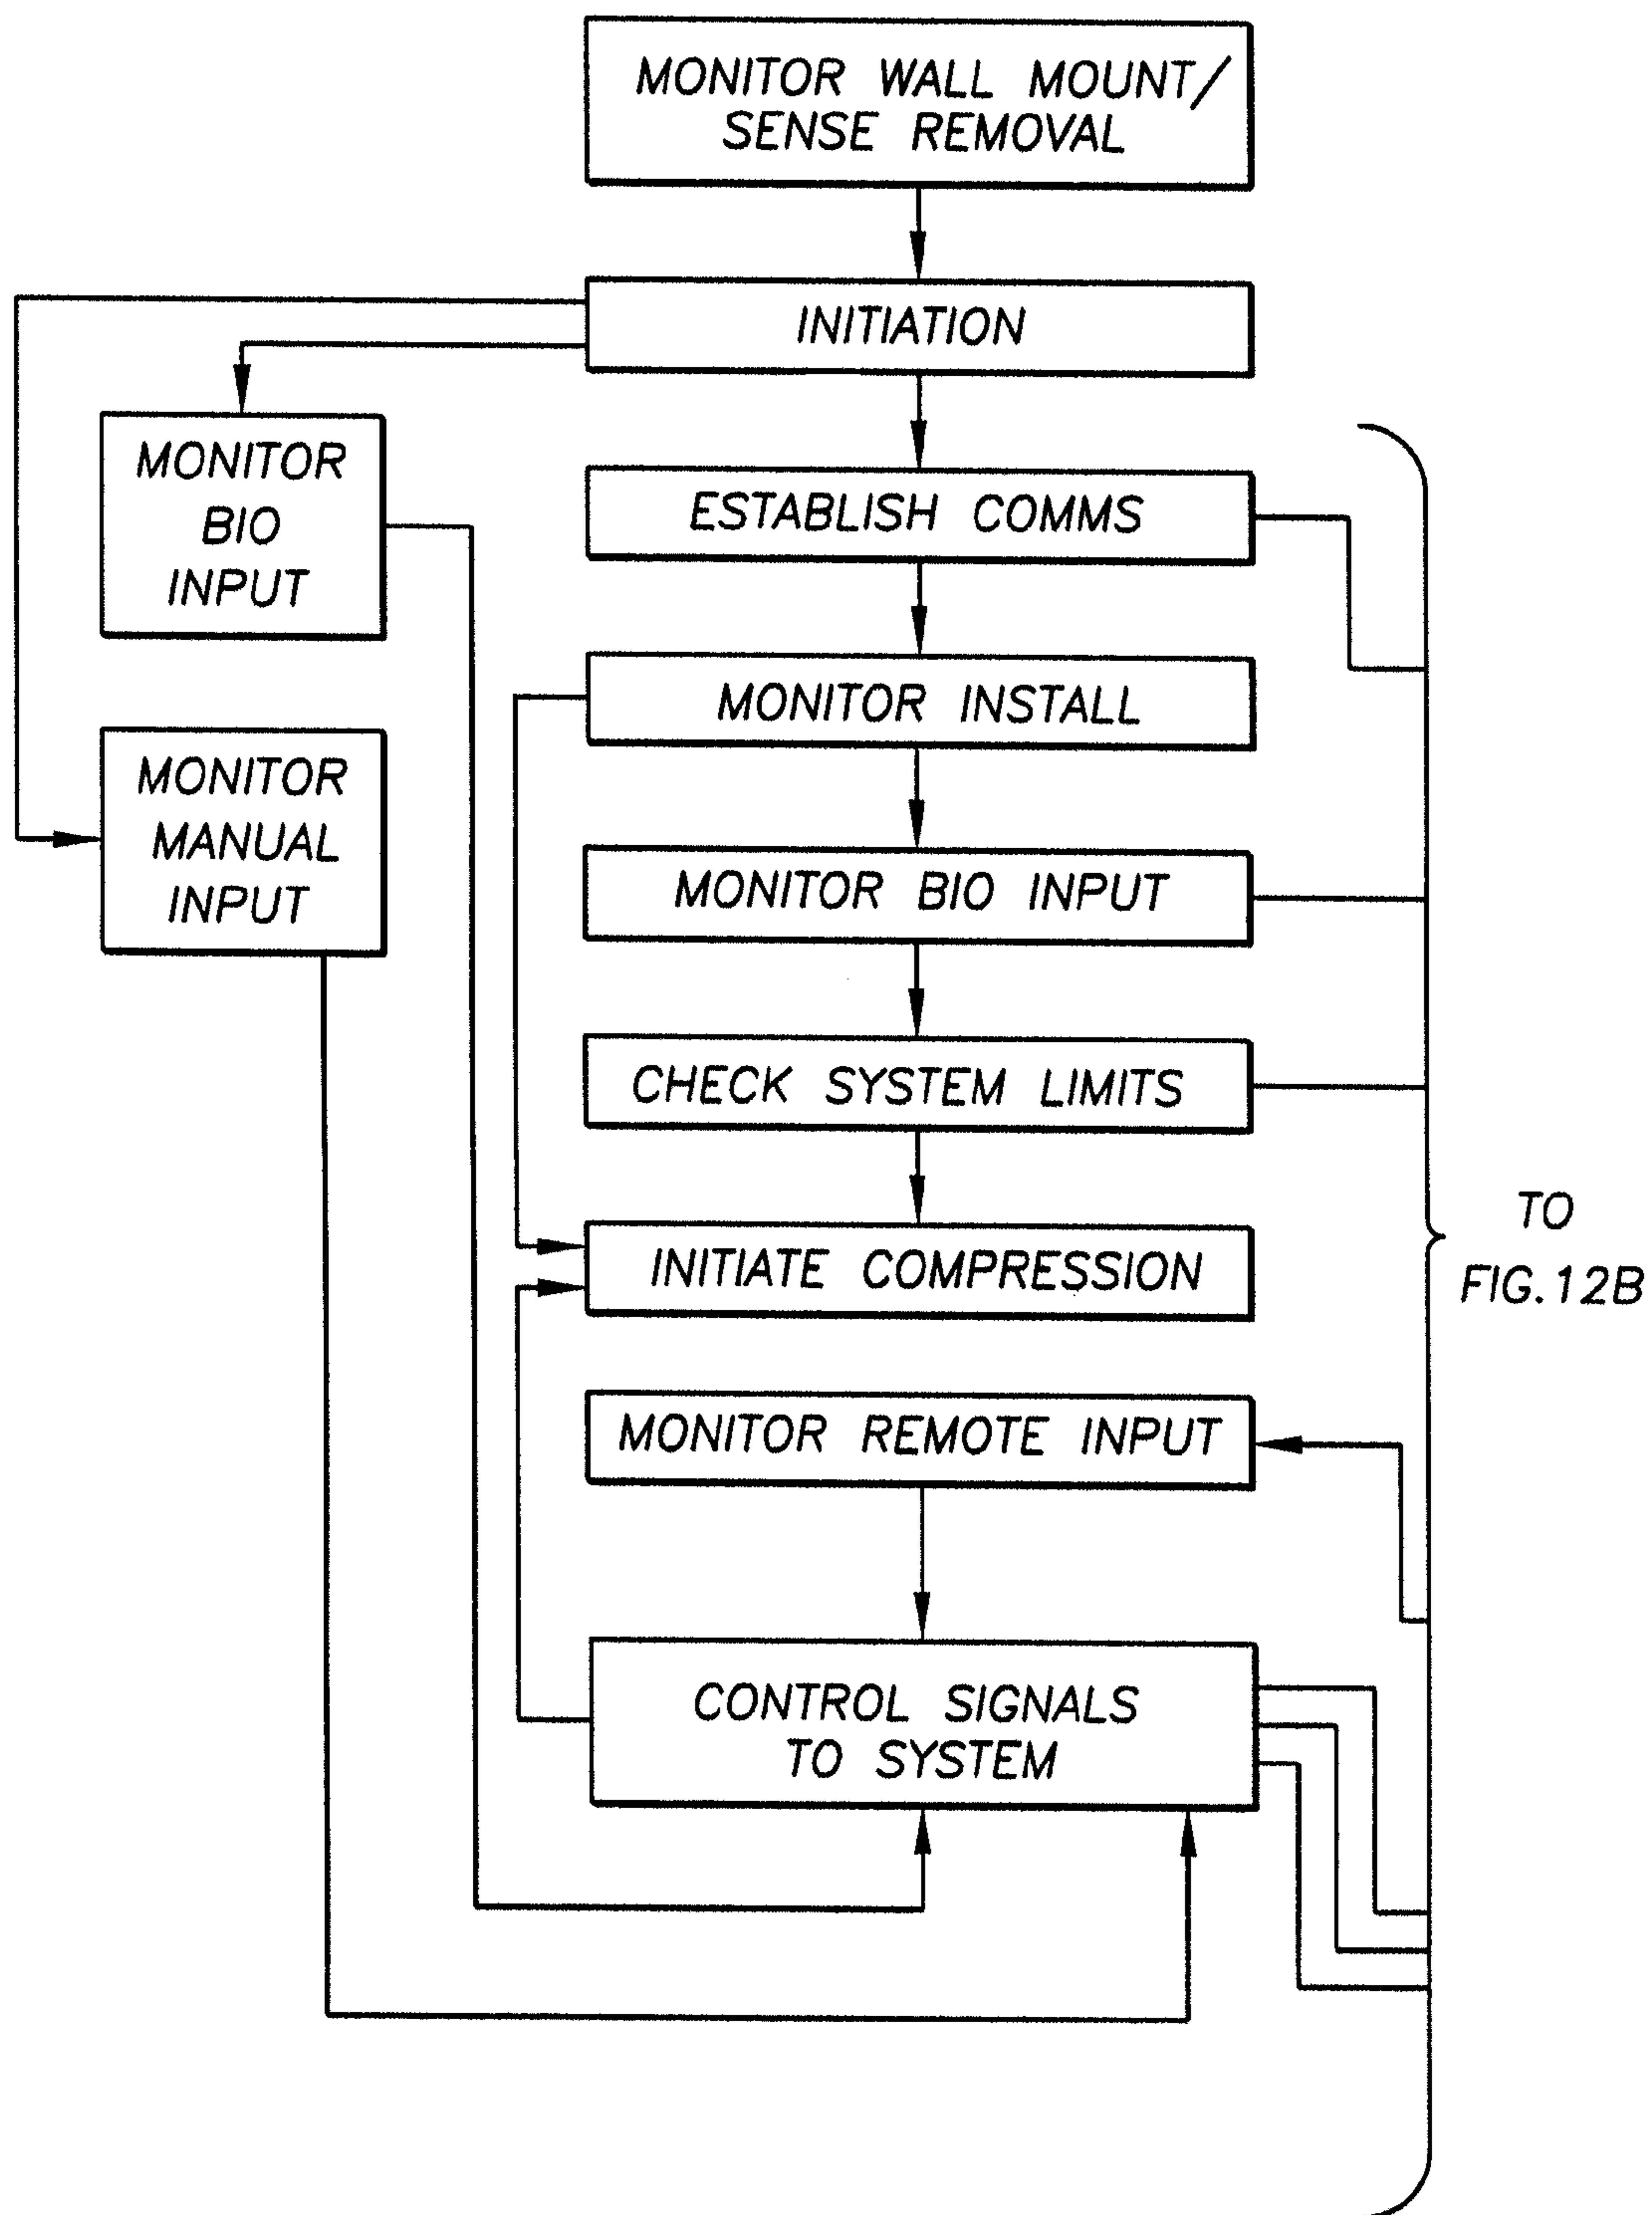 MONITOR WALL MOUNT/
SENSE REMOVAL
INITIATION
MONITOR
BIO
INPUT
ESTABLISH COMMS
MONITOR INSTALL
MONITOR
MANUAL
INPUT
MONITOR BIO INPUT
CHECK SYSTEM LIMITS
INITIATE COMPRESSION
TO
FIG.12B
MONITOR REMOTE INPUT
CONTROL SIGNALS
TO SYSTEM